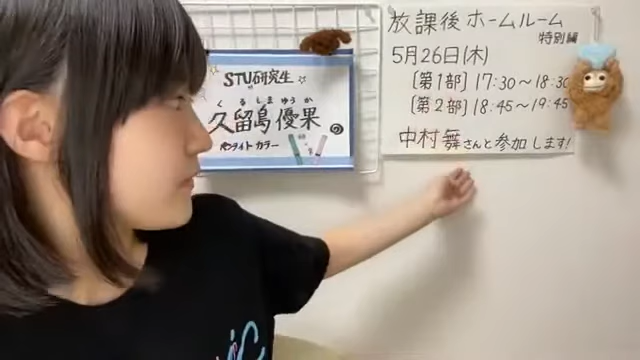 STU研究生
くるしまゆうか
久留島優果の
ペンライトカラー
放課後ホームルーム
特別編
5月26日(木)
〔第1部〕17:30〜18:30
〔第2部〕18:45〜19:45
中村舞さんと参加します!